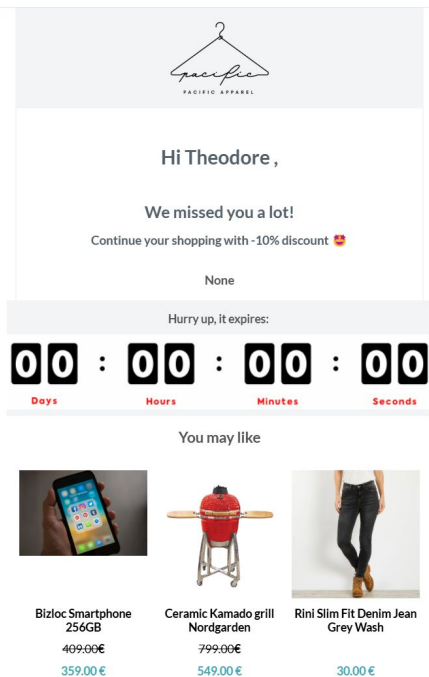 pacific
PACIFIC APPAREL
Hi Theodore ,
We missed you a lot!
Continue your shopping with -10% discount 🤩
None
Hurry up, it expires:
00 : 00 : 00 : 00
Days Hours Minutes Seconds
You may like
Bizloc Smartphone
256GB
409.00€
359.00 €
Ceramic Kamado grill
Nordgarden
799.00€
549.00 €
Rini Slim Fit Denim Jean
Grey Wash
30.00 €